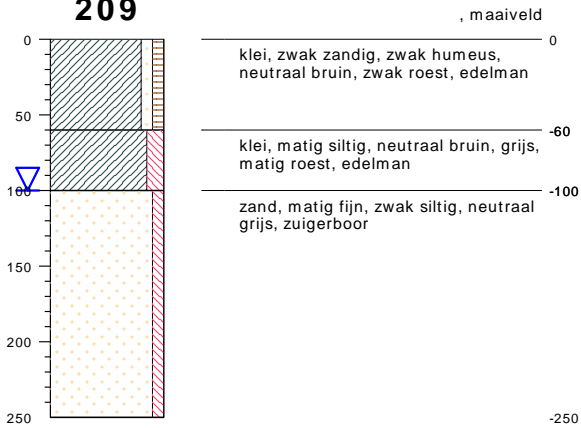 209
, maaiveld
0
0
klei, zwak zandig, zwak humeus,
neutraal bruin, zwak roest, edelman
50
-60
klei, matig siltig, neutraal bruin, grijs,
matig roest, edelman
100
-100
zand, matig fijn, zwak siltig, neutraal
grijs, zuigerboor
150
200
250
-250